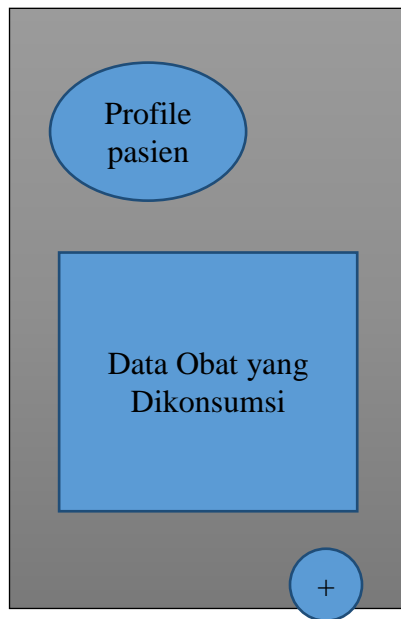 Profile
pasien
Data Obat yang
Dikonsumsi
+